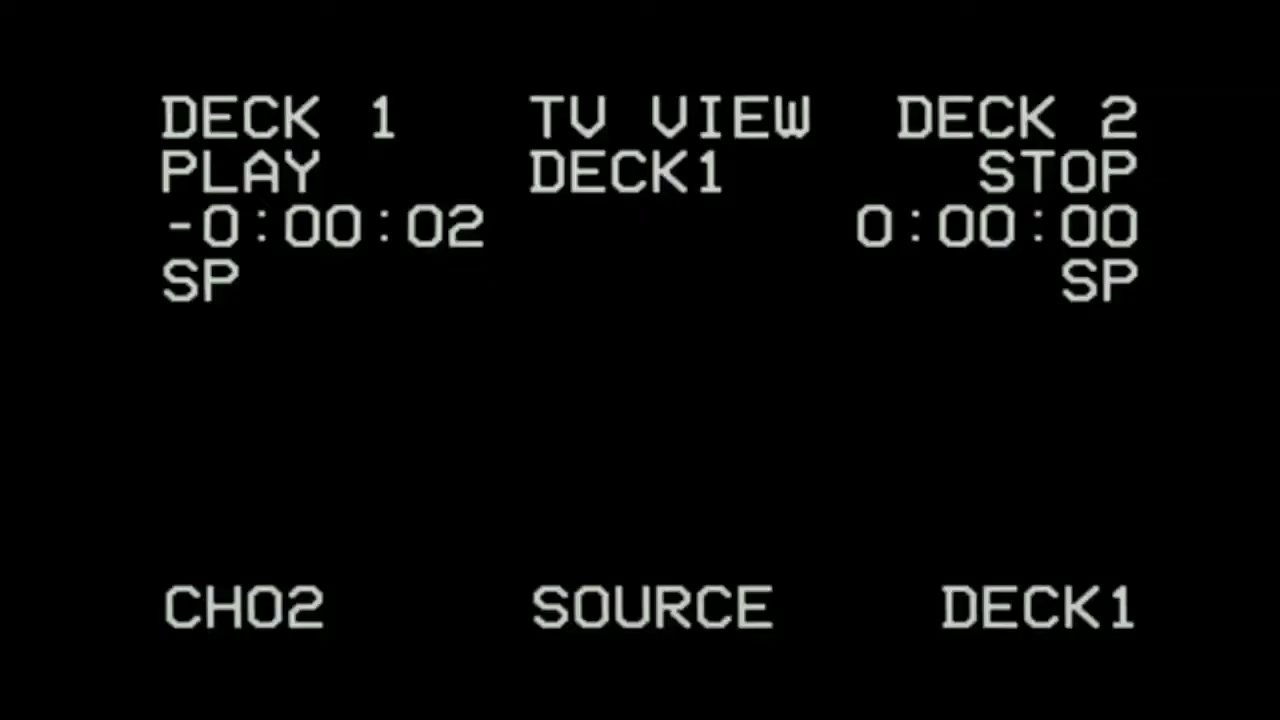 DECK 1 TV VIEW DECK 2
PLAY DECK1 STOP
-0:00:02 0:00:00
SP SP
CH02 SOURCE DECK1